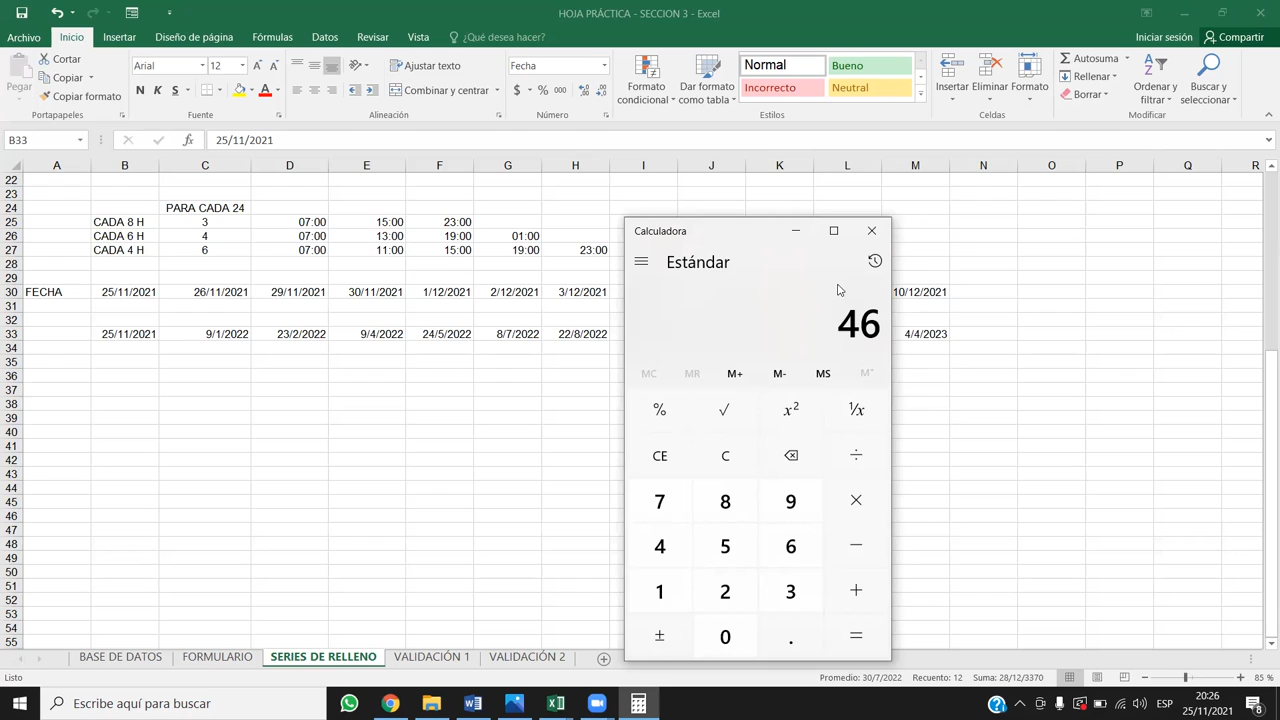 HOJA PRÁCTICA - SECCION 3 - Excel
Archivo Inicio Insertar Diseño de página Fórmulas Datos Revisar Vista ¿Qué desea hacer? Iniciar sesión Compartir
Pegar
Cortar
Copiar
Copiar formato
Portapapeles
Arial 12
N K S
Fuente
Ajustar texto
Combinar y centrar
Alineación
Fecha
$ % 000
Número
Formato condicional
Dar formato como tabla
Normal Bueno
Incorrecto Neutral
Estilos
Insertar Eliminar Formato
Celdas
Autosuma
Rellenar
Borrar
Ordenar y filtrar
Buscar y seleccionar
Modificar
B33 fx 25/11/2021
A B C D E F G H I J K L M N O P Q R
22
23
24 PARA CADA 24
25 CADA 8 H 3 07:00 15:00 23:00
26 CADA 6 H 4 07:00 13:00 19:00 01:00
27 CADA 4 H 6 07:00 11:00 15:00 19:00 23:00
28
29
30 FECHA 25/11/2021 26/11/2021 29/11/2021 30/11/2021 1/12/2021 2/12/2021 3/12/2021 10/12/2021
31
32
33 25/11/2021 9/1/2022 23/2/2022 9/4/2022 24/5/2022 8/7/2022 22/8/2022 4/4/2023
34
35
36
37
38
39
40
41
42
43
44
45
46
47
48
49
50
51
52
53
54
55
Calculadora
Estándar
46
MC MR M+ M- MS M˅
% √ x² ¹/x
CE C ÷
7 8 9 ×
4 5 6 −
1 2 3 +
± 0 . =
BASE DE DATOS FORMULARIO SERIES DE RELLENO VALIDACIÓN 1 VALIDACIÓN 2
Listo Promedio: 30/7/2022 Recuento: 12 Suma: 28/12/3370 85 %
Escribe aquí para buscar
ESP
20:26
25/11/2021
8